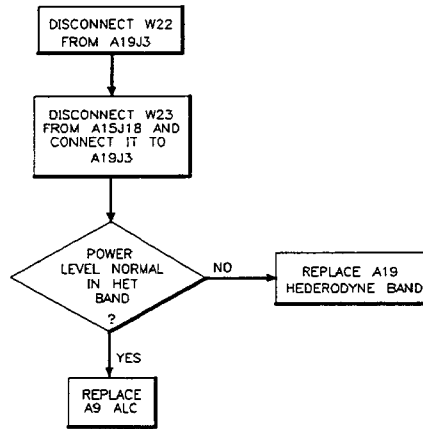 DISCONNECT W22
FROM A19J3
DISCONNECT W23
FROM A15J18 AND
CONNECT IT TO
A19J3
POWER
LEVEL NORMAL
IN HET
BAND
?
NO
REPLACE A19
HEDERODYNE BAND
YES
REPLACE
A9 ALC